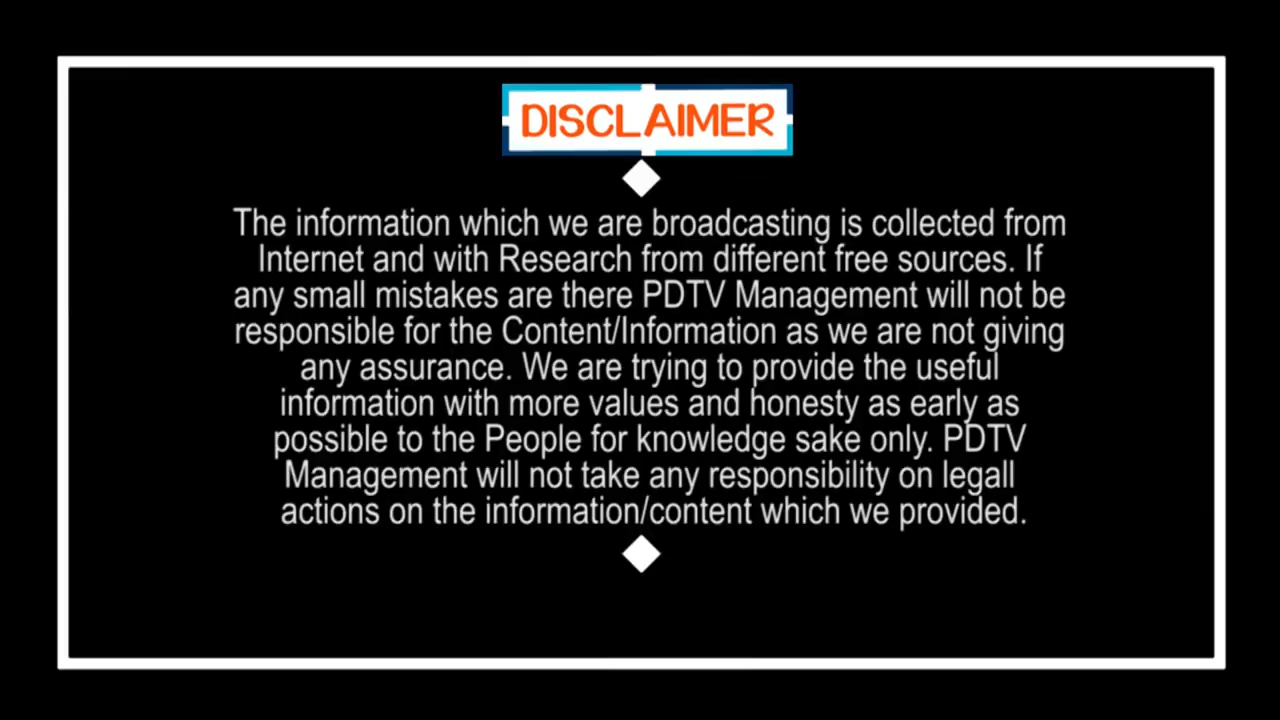 DISCLAIMER
The information which we are broadcasting is collected from
Internet and with Research from different free sources. If
any small mistakes are there PDTV Management will not be
responsible for the Content/Information as we are not giving
any assurance. We are trying to provide the useful
information with more values and honesty as early as
possible to the People for knowledge sake only. PDTV
Management will not take any responsibility on legall
actions on the information/content which we provided.